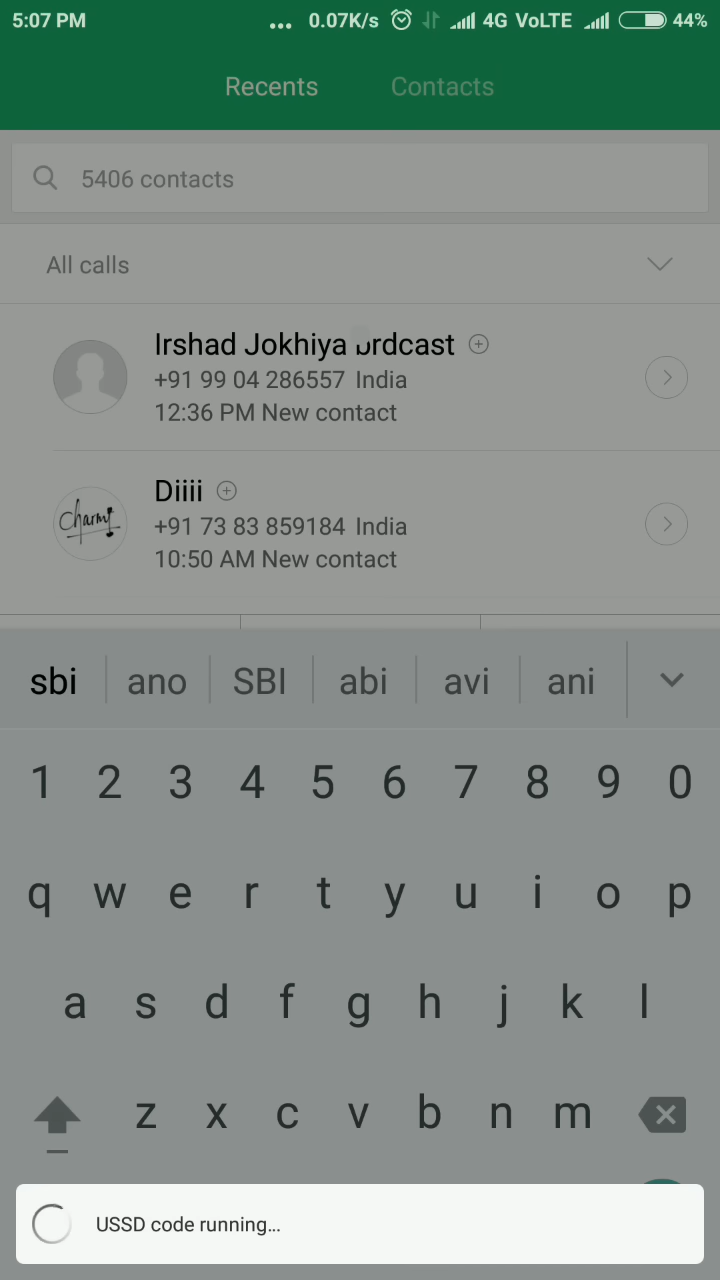 5:07 PM ... 0.07K/s 4G VoLTE 44%
Recents Contacts
5406 contacts
All calls
Irshad Jokhiya brdcast
+91 99 04 286557 India
12:36 PM New contact
Charmi
Diiii
+91 73 83 859184 India
10:50 AM New contact
sbi ano SBI abi avi ani
1 2 3 4 5 6 7 8 9 0
q w e r t y u i o p
a s d f g h j k l
z x c v b n m
USSD code running...